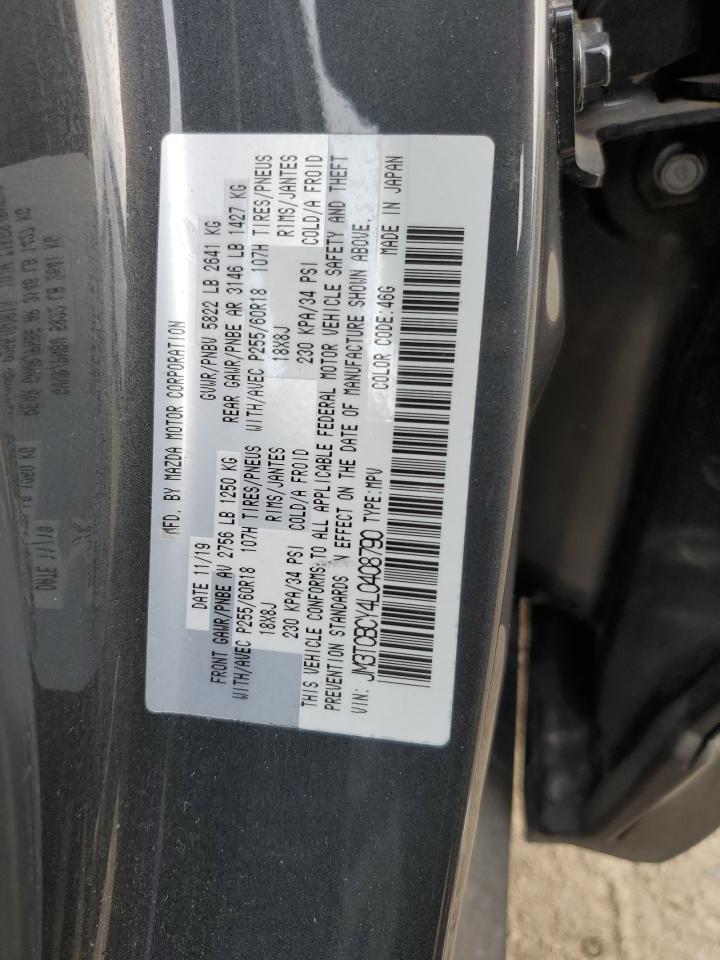 MFD. BY MAZDA MOTOR CORPORATION
DATE 11/19 GVWR/PNBV 5822 LB 2641 KG
FRONT GAWR/PNBE AV 2756 LB 1250 KG REAR GAWR/PNBE AR 3146 LB 1427 KG
WITH/AVEC P255/60R18 107H TIRES/PNEUS WITH/AVEC P255/60R18 107H TIRES/PNEUS
18X8J RIMS/JANTES 18X8J RIMS/JANTES
230 KPA/34 PSI COLD/A FROID 230 KPA/34 PSI COLD/A FROID
THIS VEHICLE CONFORMS TO ALL APPLICABLE FEDERAL MOTOR VEHICLE SAFETY AND THEFT
PREVENTION STANDARDS N EFFECT ON THE DATE OF MANUFACTURE SHOWN ABOVE.
VIN: JM3TCBCY4L0408790 TYPE:MPV COLOR CODE:46G MADE IN JAPAN